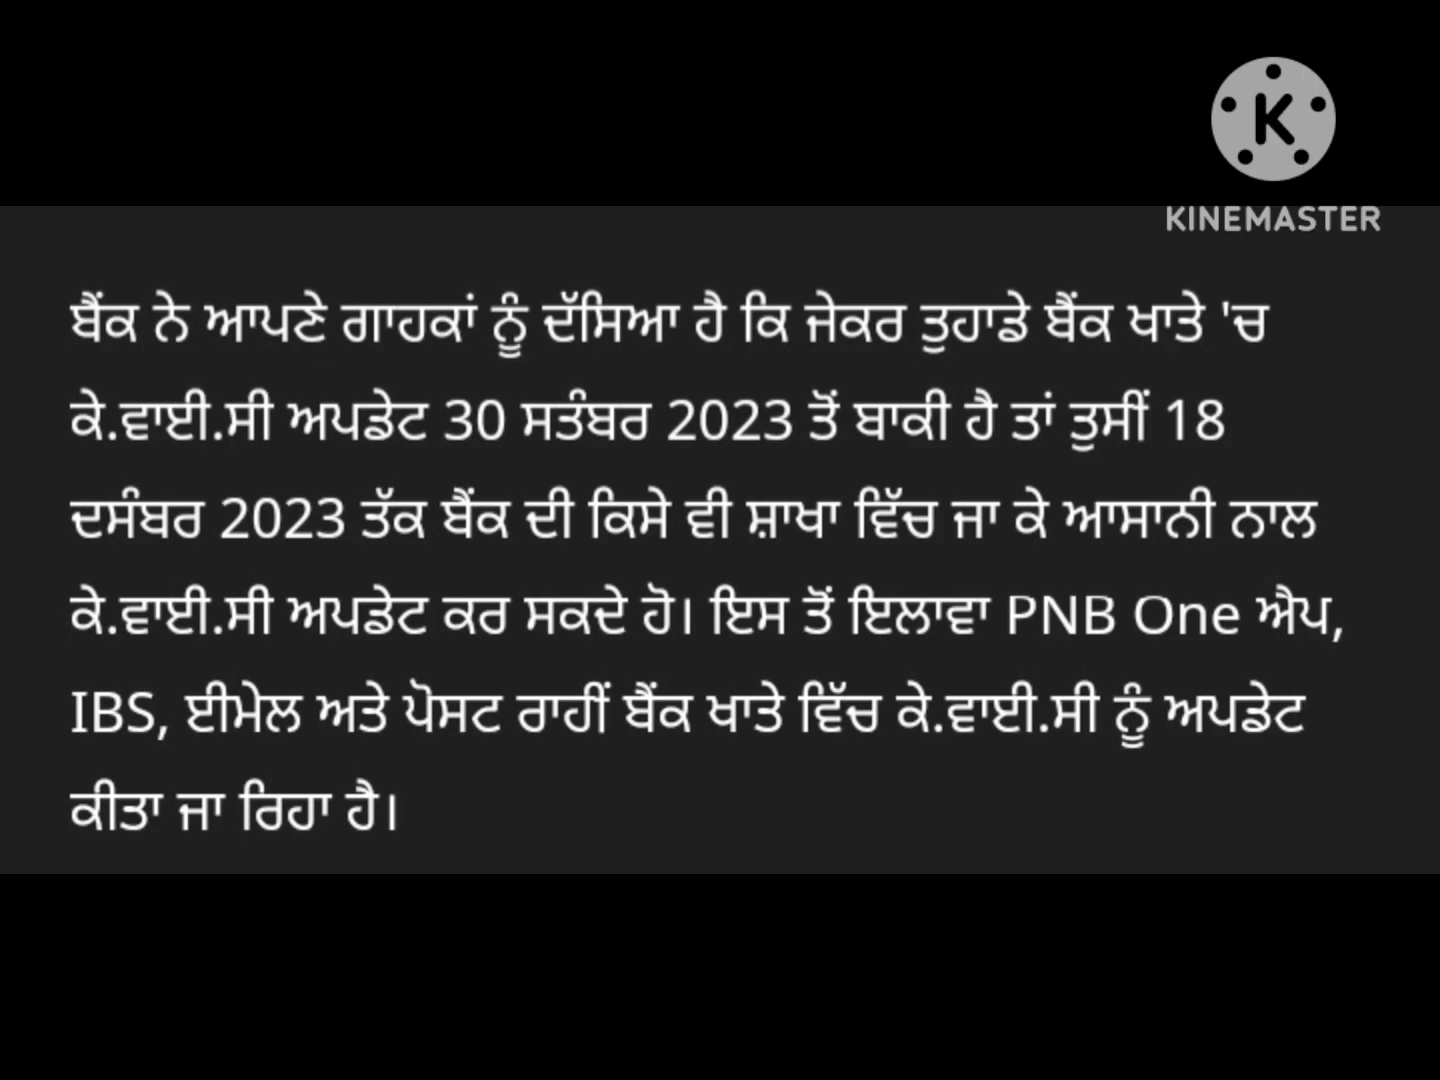 KINEMASTER
ਬੈਂਕ ਨੇ ਆਪਣੇ ਗਾਹਕਾਂ ਨੂੰ ਦੱਸਿਆ ਹੈ ਕਿ ਜੇਕਰ ਤੁਹਾਡੇ ਬੈਂਕ ਖਾਤੇ 'ਚ
ਕੇ.ਵਾਈ.ਸੀ ਅਪਡੇਟ 30 ਸਤੰਬਰ 2023 ਤੋਂ ਬਾਕੀ ਹੈ ਤਾਂ ਤੁਸੀਂ 18
ਦਸੰਬਰ 2023 ਤੱਕ ਬੈਂਕ ਦੀ ਕਿਸੇ ਵੀ ਸ਼ਾਖਾ ਵਿੱਚ ਜਾ ਕੇ ਆਸਾਨੀ ਨਾਲ
ਕੇ.ਵਾਈ.ਸੀ ਅਪਡੇਟ ਕਰ ਸਕਦੇ ਹੋ। ਇਸ ਤੋਂ ਇਲਾਵਾ PNB One ਐਪ,
IBS, ਈਮੇਲ ਅਤੇ ਪੋਸਟ ਰਾਹੀਂ ਬੈਂਕ ਖਾਤੇ ਵਿੱਚ ਕੇ.ਵਾਈ.ਸੀ ਨੂੰ ਅਪਡੇਟ
ਕੀਤਾ ਜਾ ਰਿਹਾ ਹੈ।